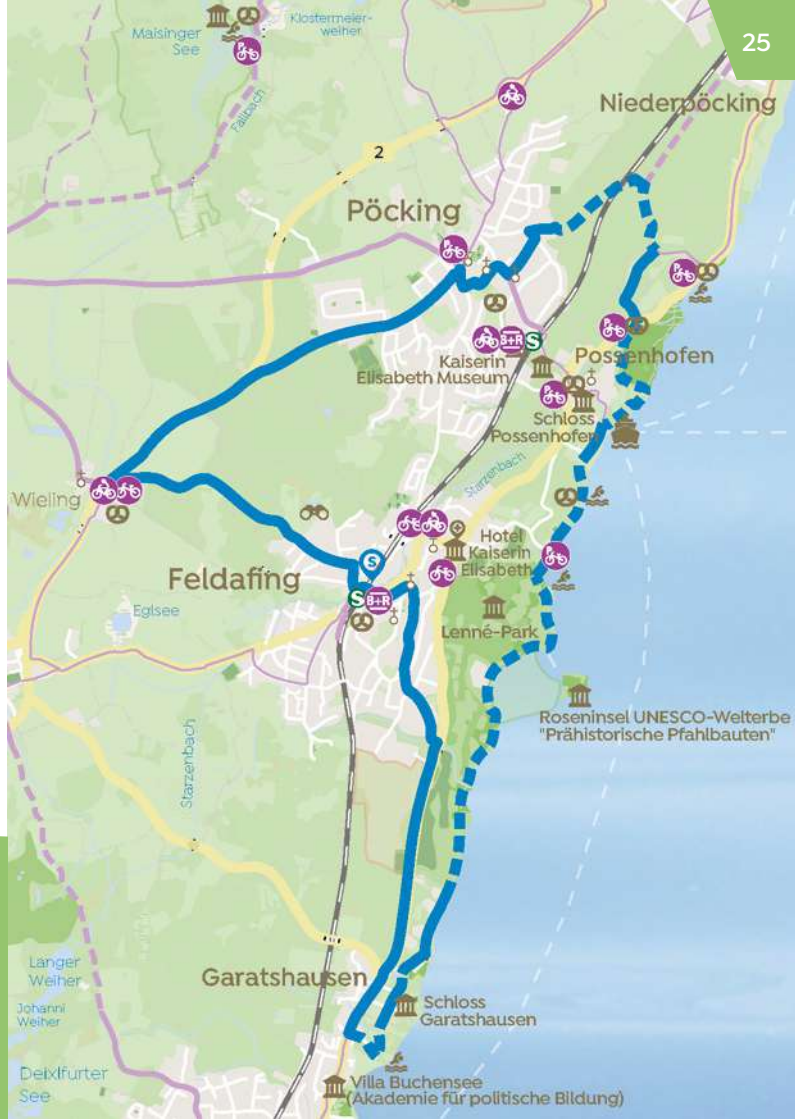 25
Maisinger
See
Klostermeier-
weiher
Fallbach
Niederpöcking
2
Pöcking
P
P
P
B+R
S
Kaiserin
Elisabeth Museum
Possenhofen
P
P
Schloss
Possenhofen
Starzenbach
Wieling
Hotel
Kaiserin
Elisabeth
P
Feldafing
S
S
B+R
Eglsee
Lenné-Park
Roseninsel UNESCO-Welterbe
"Prähistorische Pfahlbauten"
Starzenbach
Langer
Weiher
Garatshausen
Johanni
Weiher
Schloss
Garatshausen
Deixlfurter
See
Villa Buchensee
(Akademie für politische Bildung)